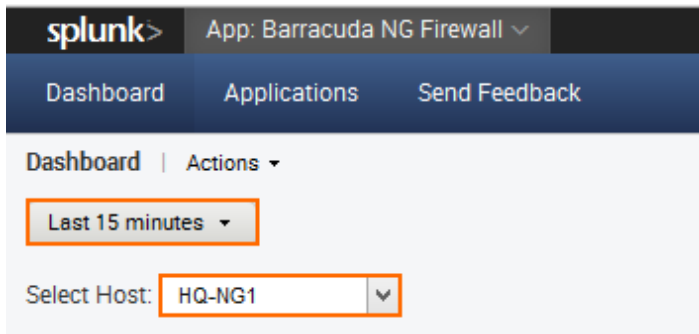 splunk> App: Barracuda NG Firewall
Dashboard Applications Send Feedback
Dashboard | Actions
Last 15 minutes
Select Host: HQ-NG1